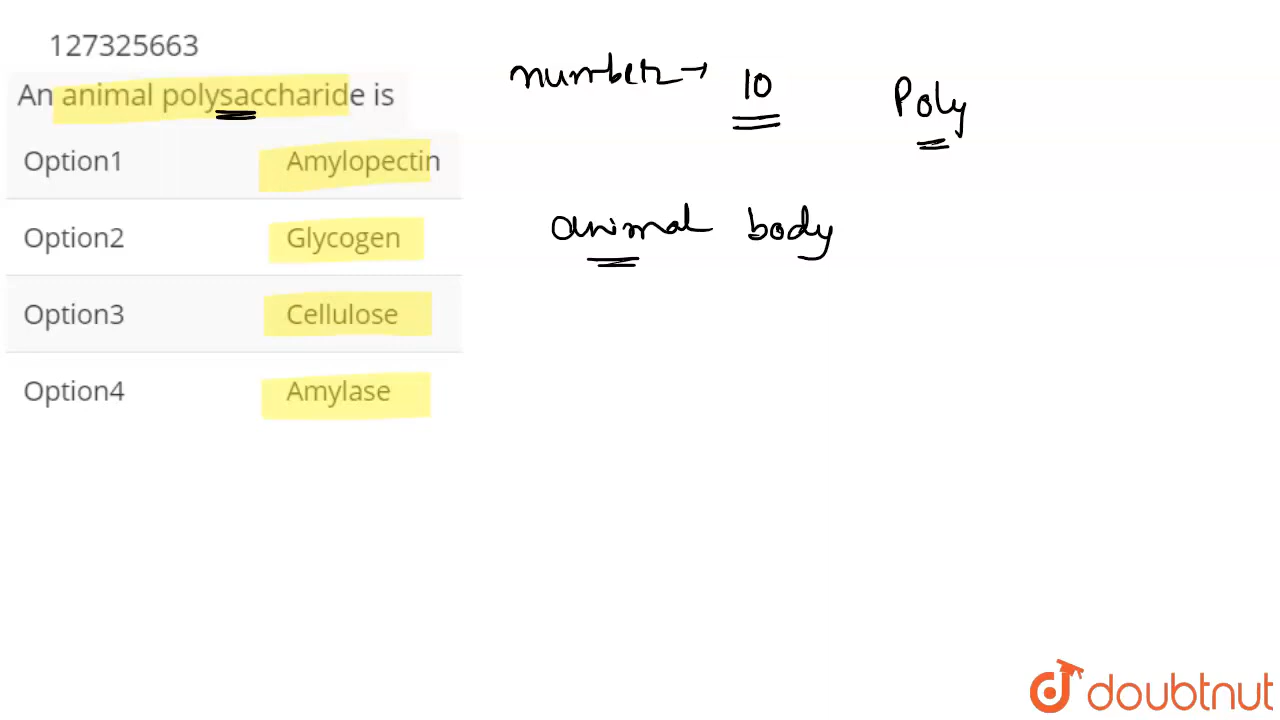 127325663
An animal polysaccharide is
Option1 Amylopectin
Option2 Glycogen
Option3 Cellulose
Option4 Amylase
number → 10
Poly
animal body
doubtnut